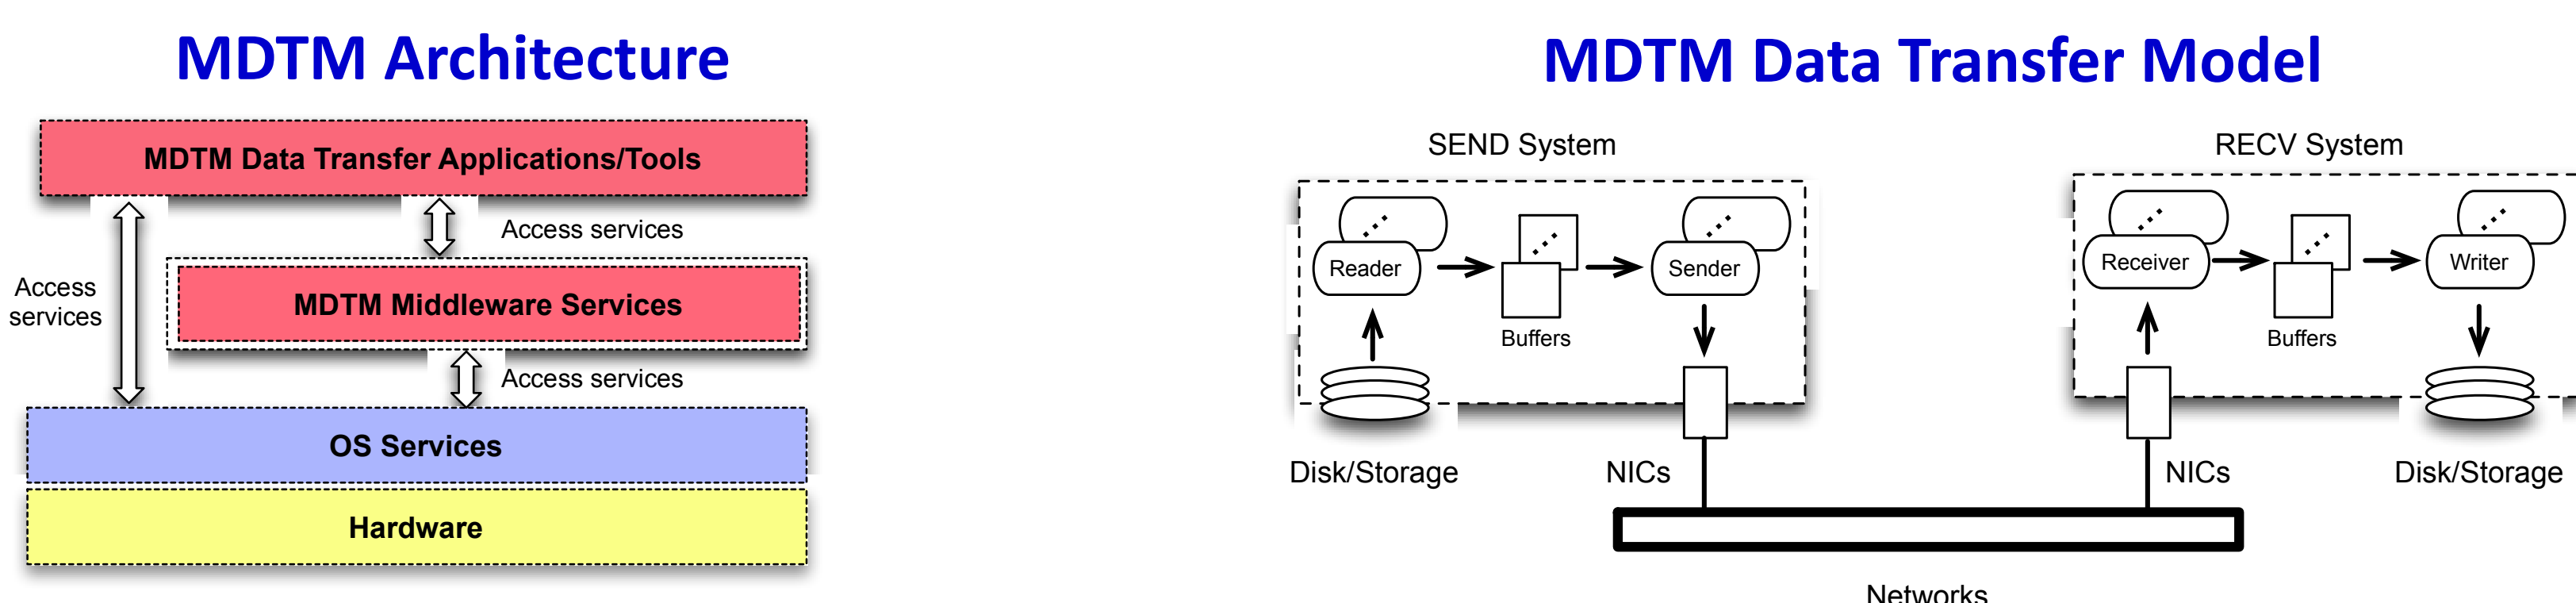 MDTM Architecture
MDTM Data Transfer Applications/Tools
Access services
Access
services
MDTM Middleware Services
Access services
OS Services
Hardware
MDTM Data Transfer Model
SEND System
RECV System
Reader
Sender
Buffers
Receiver
Writer
Buffers
Disk/Storage
NICs
NICs
Disk/Storage
Networks